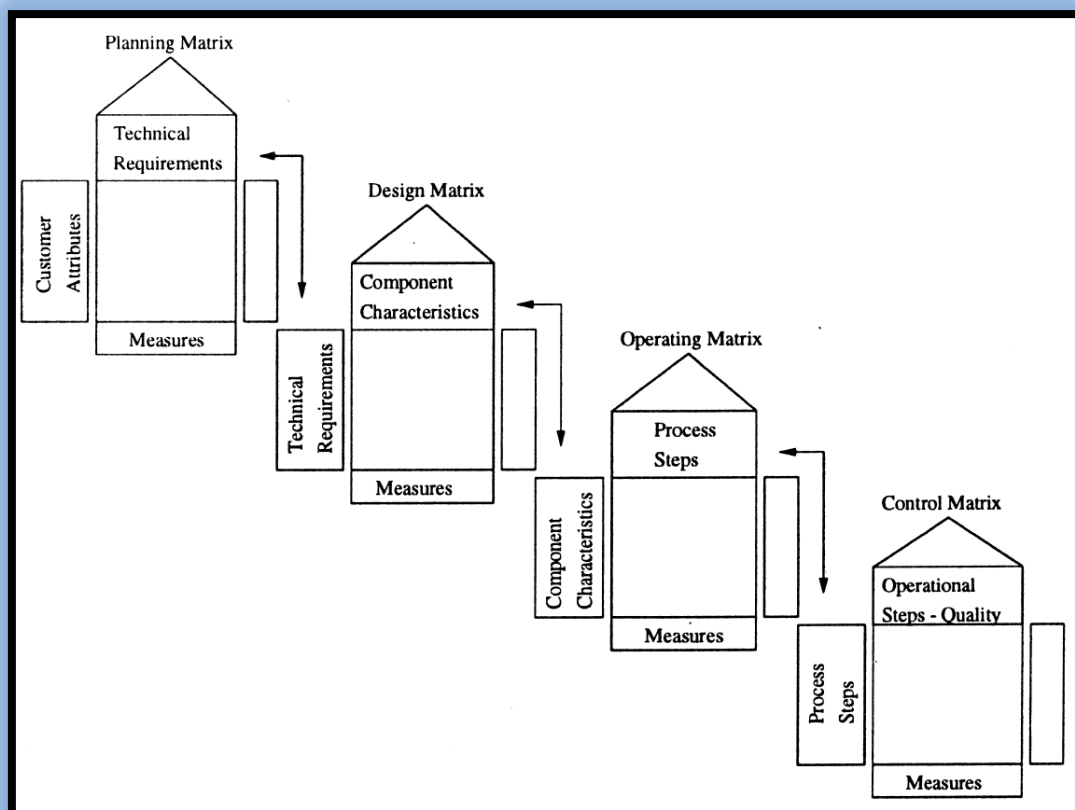 Planning Matrix
Technical
Requirements
Customer
Attributes
Measures
Design Matrix
Component
Characteristics
Technical
Requirements
Measures
Operating Matrix
Process
Steps
Component
Characteristics
Measures
Control Matrix
Operational
Steps - Quality
Process
Steps
Measures